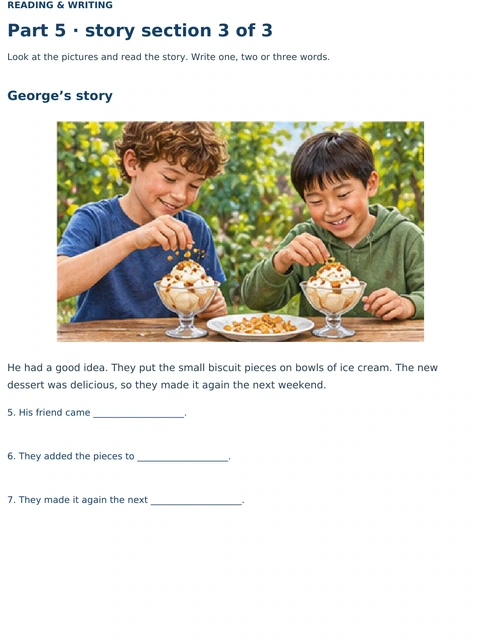 READING & WRITING
Part 5 · story section 3 of 3
Look at the pictures and read the story. Write one, two or three words.
George’s story
He had a good idea. They put the small biscuit pieces on bowls of ice cream. The new
dessert was delicious, so they made it again the next weekend.
5. His friend came ___________________.
6. They added the pieces to ___________________.
7. They made it again the next ___________________.